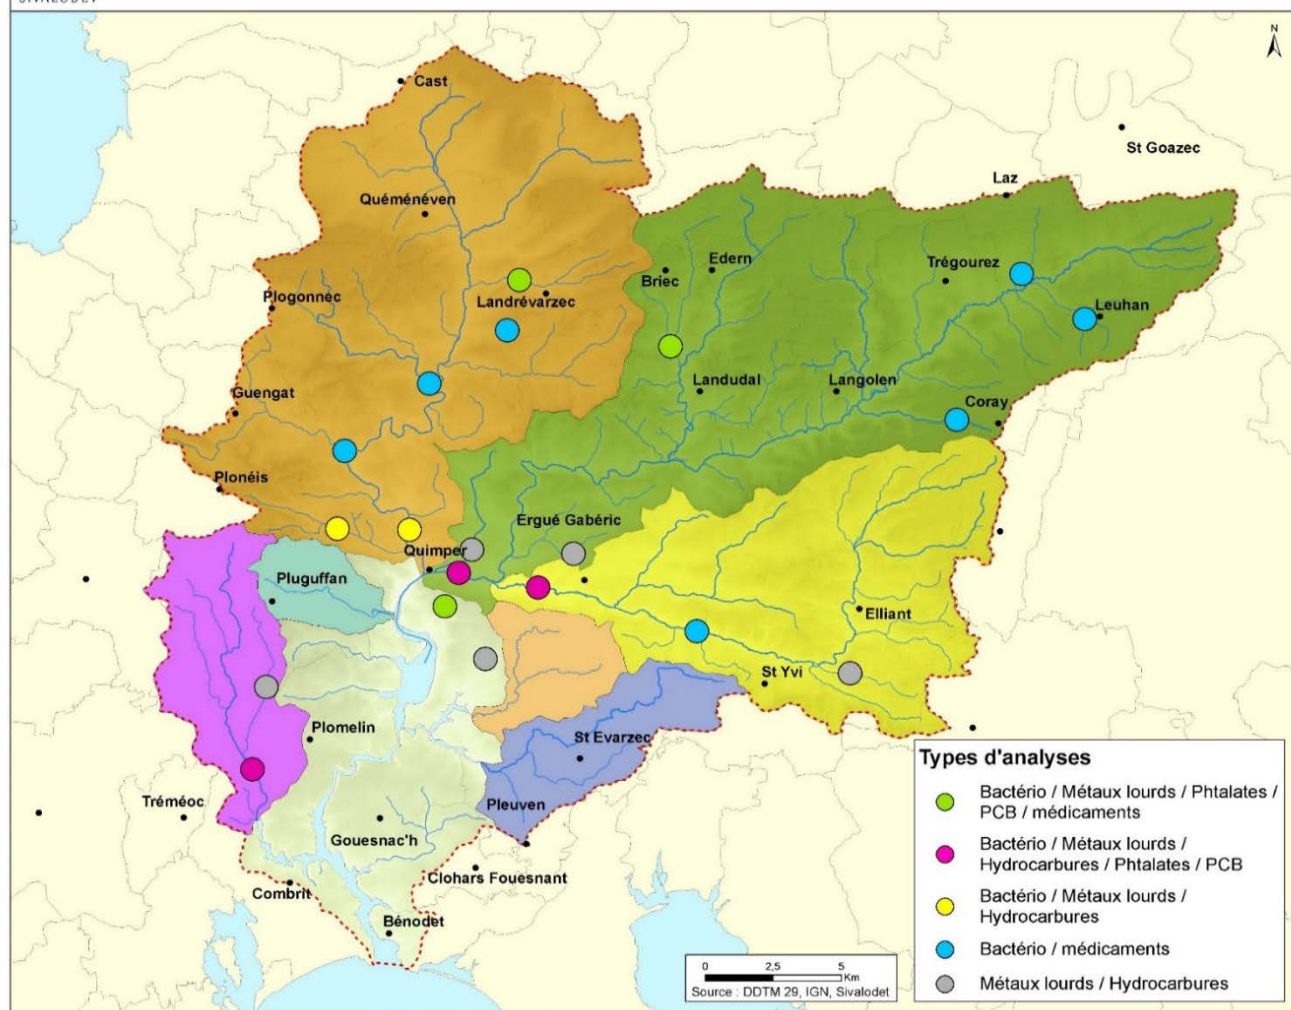 SIVALODET
N
Cast
St Goazec
Laz
Quéménéven
Edern
Briec
Trégourez
Plogonnec
Landrévarzec
Leuhan
Guengat
Landudal
Langolen
Coray
Plonéis
Ergué Gabéric
Quimper
Pluguffan
Elliant
St Yvi
Plomelin
St Evarzec
Tréméoc
Pleuven
Gouesnac'h
Clohars Fouesnant
Combrit
Bénodet
Types d'analyses
Bactério / Métaux lourds / Phtalates /
PCB / médicaments
Bactério / Métaux lourds /
Hydrocarbures / Phtalates / PCB
Bactério / Métaux lourds /
Hydrocarbures
Bactério / médicaments
Métaux lourds / Hydrocarbures
0 2,5 5
Km
Source : DDTM 29, IGN, Sivalodet